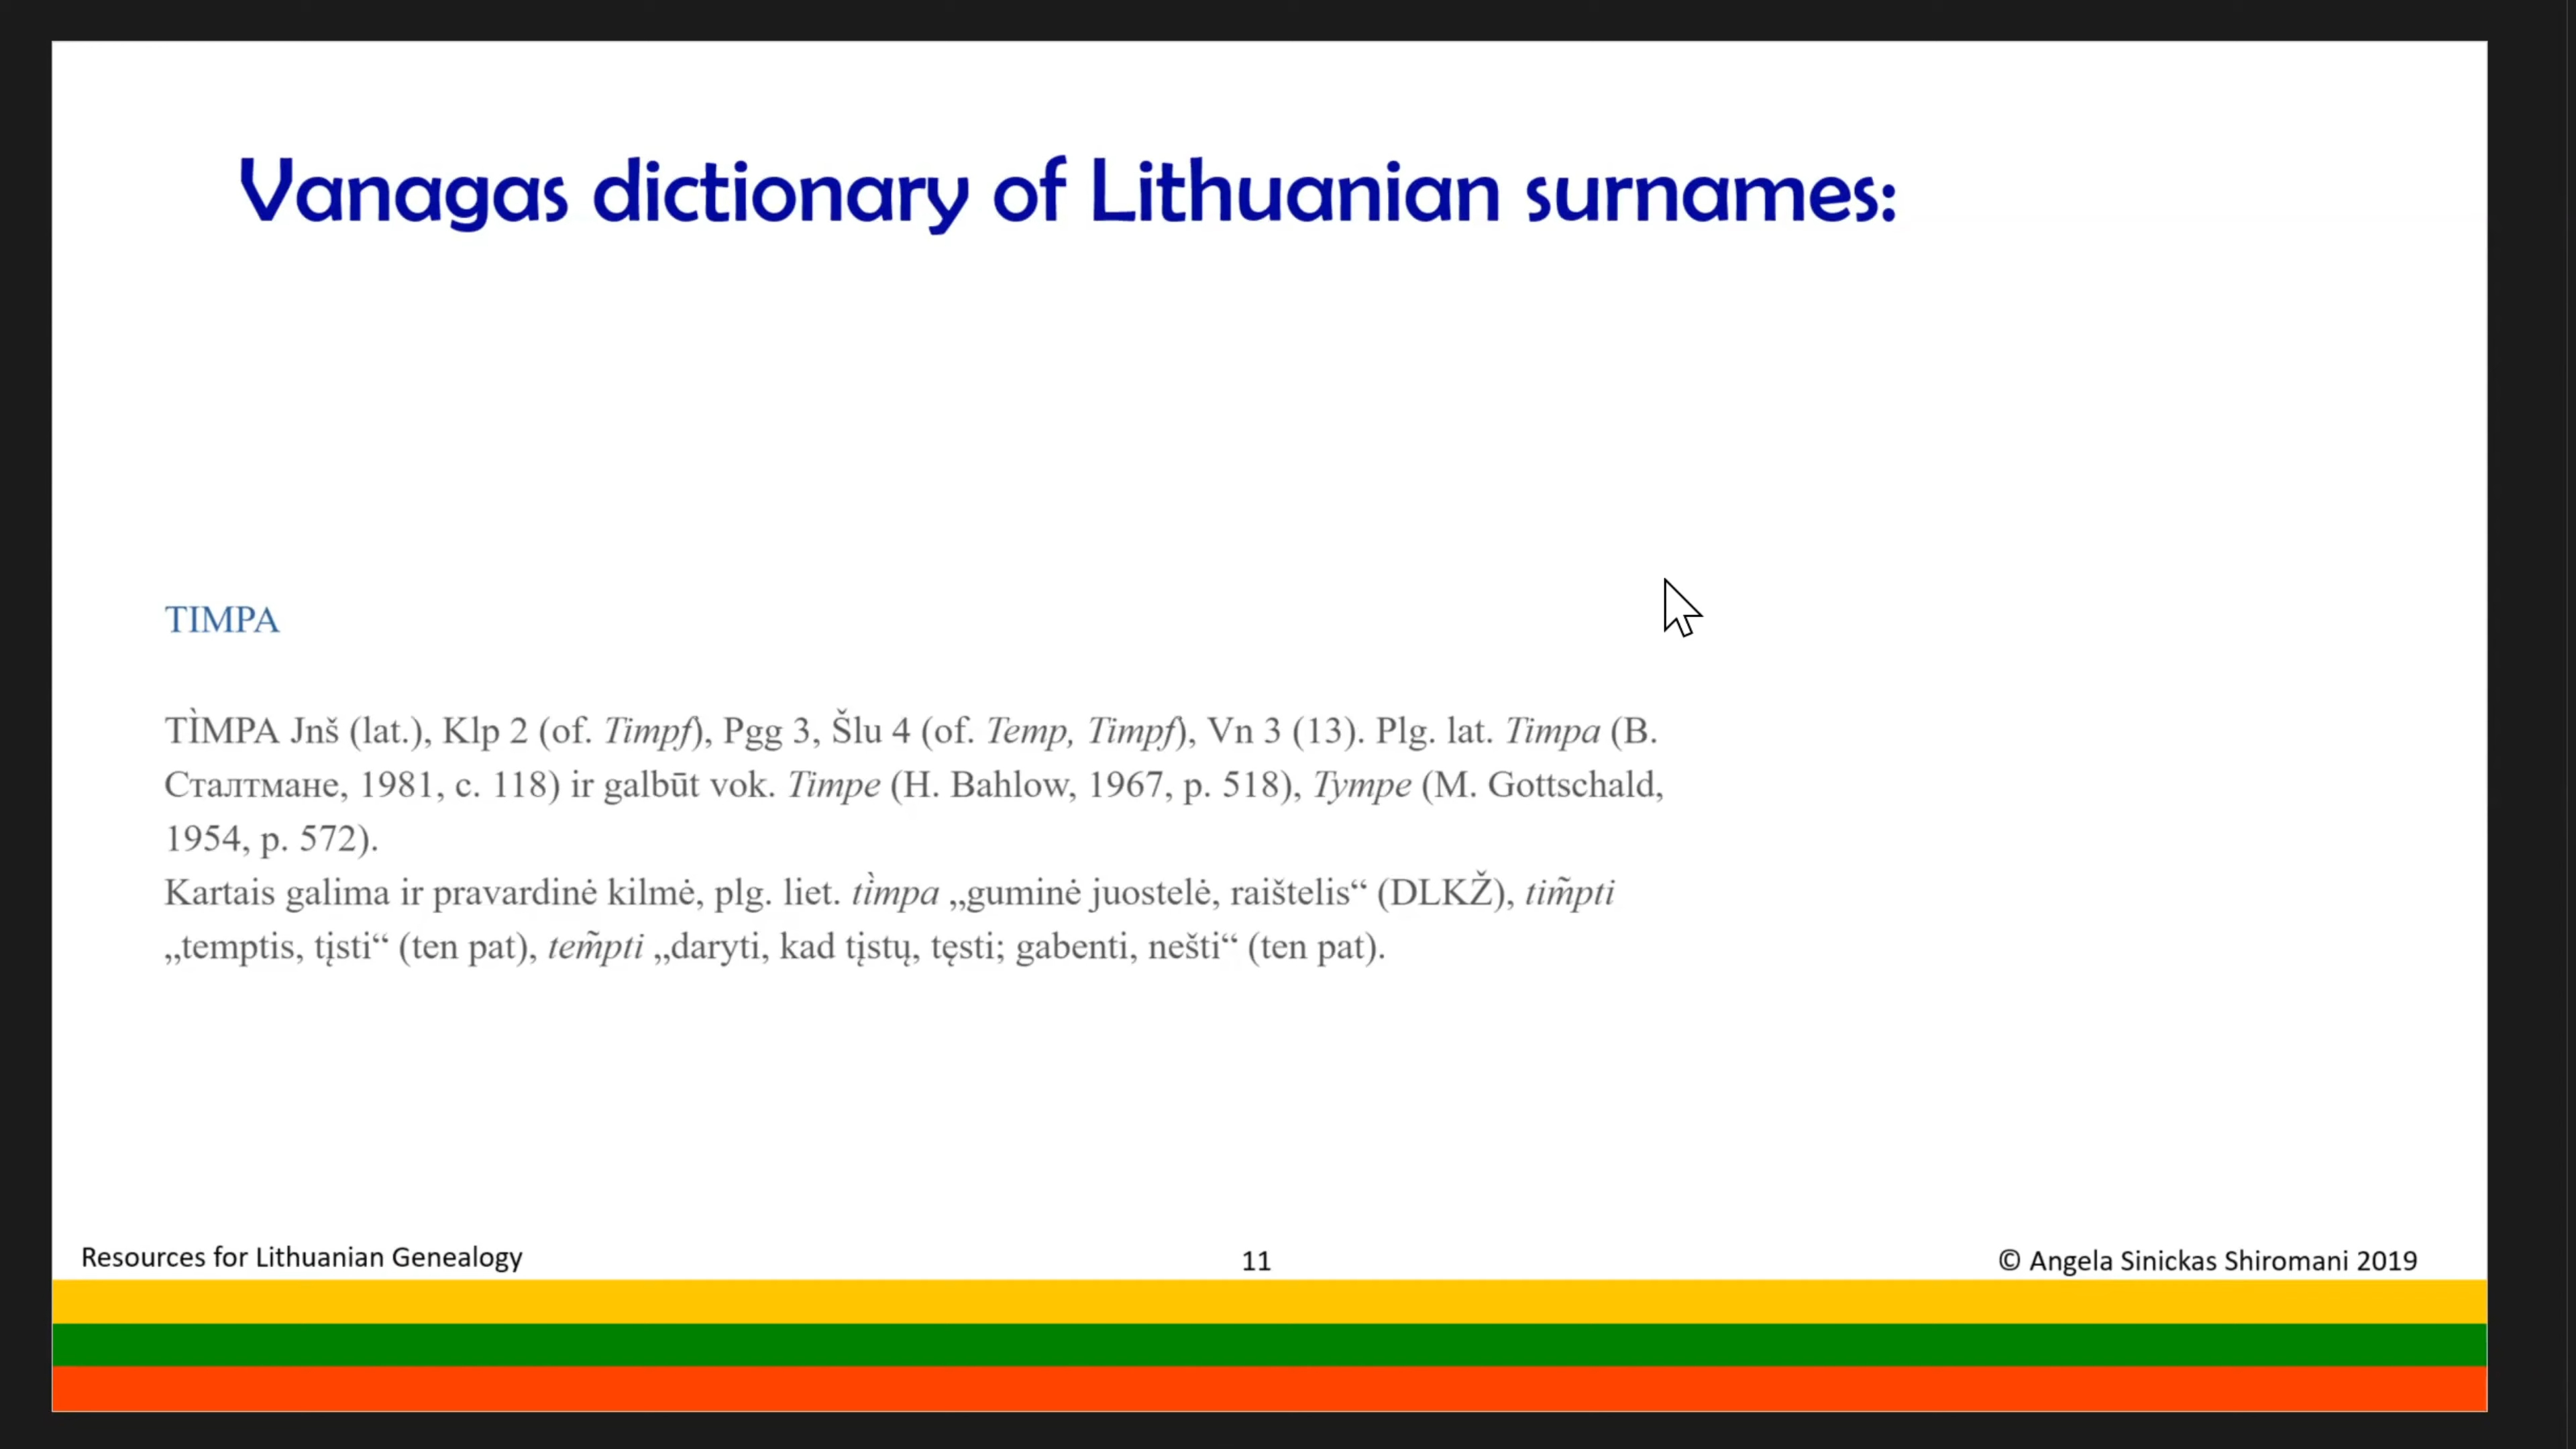 Vanagas dictionary of Lithuanian surnames:
TIMPA
TÌMPA Jnš (lat.), Klp 2 (of. Timpf), Pgg 3, Šlu 4 (of. Temp, Timpf), Vn 3 (13). Plg. lat. Timpa (B.
Сталтмане, 1981, с. 118) ir galbūt vok. Timpe (H. Bahlow, 1967, p. 518), Tympe (M. Gottschald,
1954, p. 572).
Kartais galima ir pravardinė kilmė, plg. liet. ti̇̀mpa „guminė juostelė, raištelis“ (DLKŽ), tim̃pti
„temptis, tįsti“ (ten pat), tem̃pti „daryti, kad tįstų, tęsti; gabenti, nešti“ (ten pat).
Resources for Lithuanian Genealogy
11
© Angela Sinickas Shiromani 2019